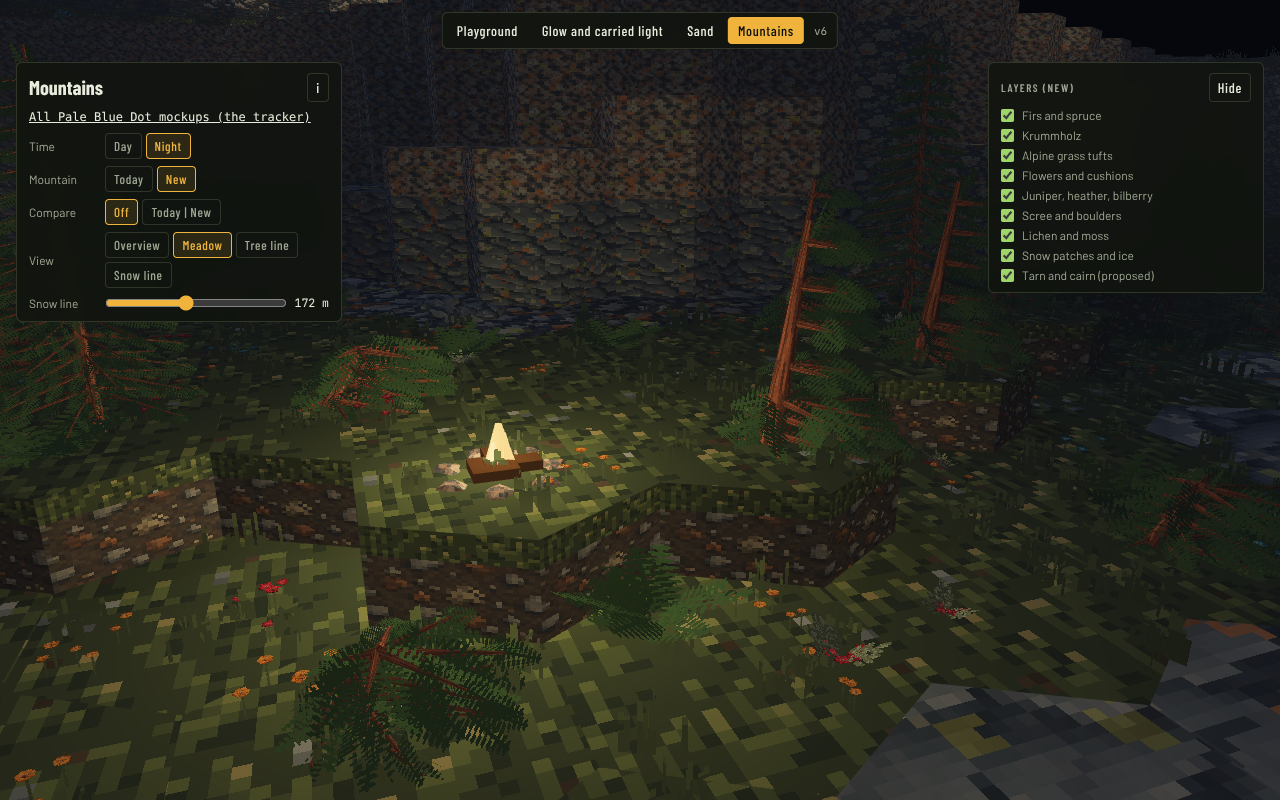 Playground Glow and carried light Sand Mountains v6
Mountains i
All Pale Blue Dot mockups (the tracker)
Time Day Night
Mountain Today New
Compare Off Today | New
View Overview Meadow Tree line
Snow line
Snow line 172 m
LAYERS (NEW) Hide
Firs and spruce
Krummholz
Alpine grass tufts
Flowers and cushions
Juniper, heather, bilberry
Scree and boulders
Lichen and moss
Snow patches and ice
Tarn and cairn (proposed)